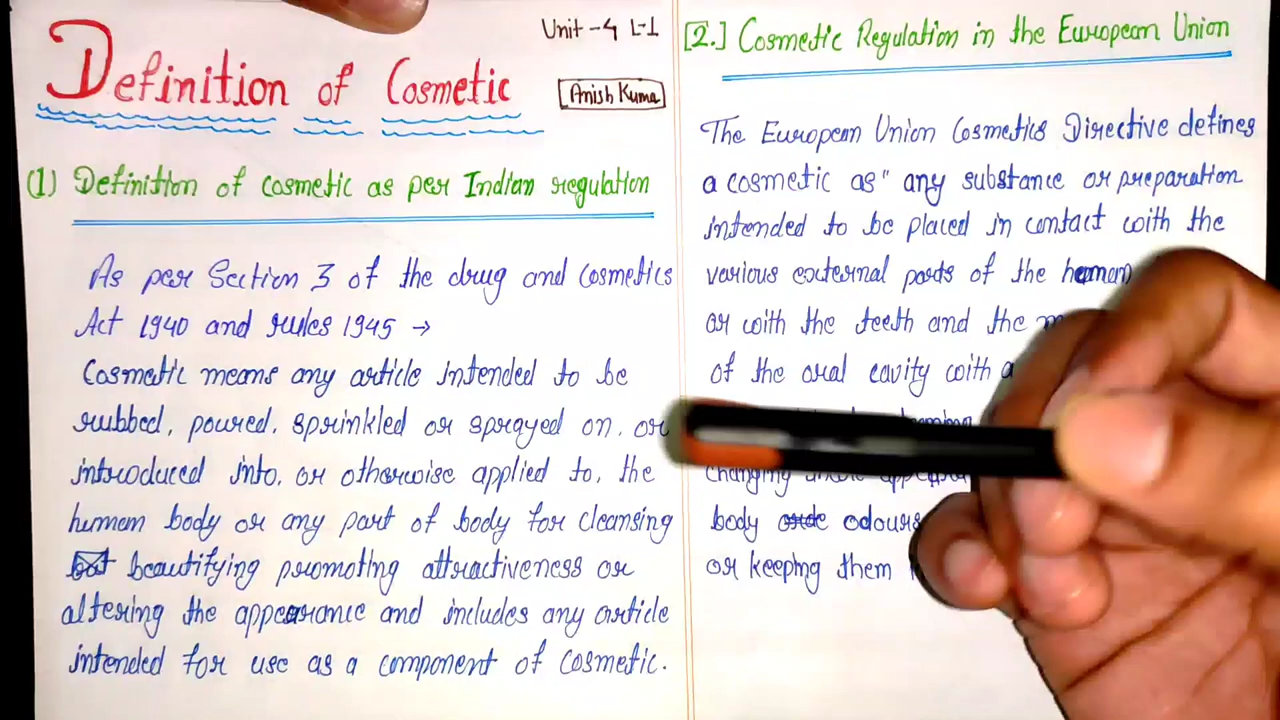 Unit-4 L-1
Definition of Cosmetic
Anish Kuma
(1) Definition of cosmetic as per Indian regulation
As per Section 3 of the drug and cosmetics
Act 1940 and rules 1945 →
Cosmetic means any article intended to be
rubbed, poured, sprinkled or sprayed on, or
introduced into, or otherwise applied to, the
human body or any part of body for cleansing
beautifying promoting attractiveness or
altering the appearance and includes any article
intended for use as a component of cosmetic.
[2.] Cosmetic Regulation in the European Union
The European Union Cosmetics Directive defines
a cosmetic as" any substance or preparation
intended to be placed in contact with the
various external parts of the human
or with the teeth and the
of the oral cavity with a
changing
body odours
or keeping them